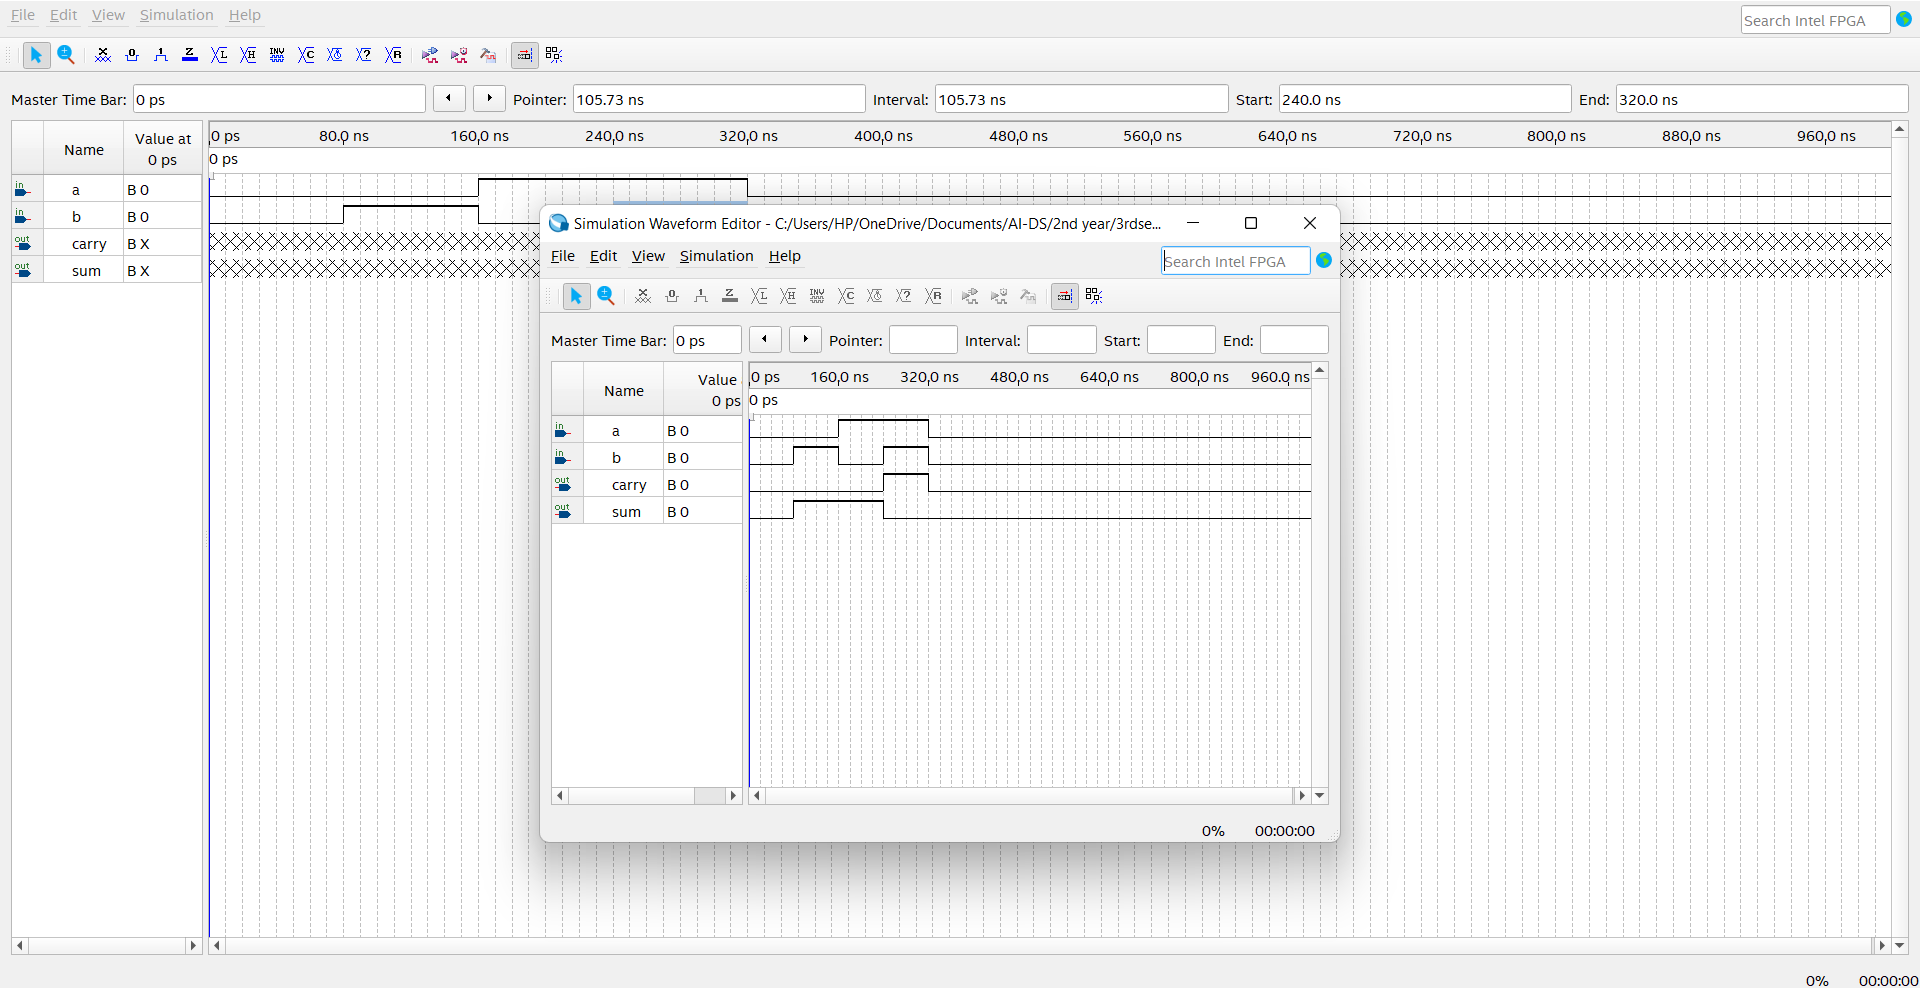 File Edit View Simulation Help
Search Intel FPGA
Master Time Bar: 0 ps Pointer: 105.73 ns Interval: 105.73 ns Start: 240.0 ns End: 320.0 ns
Name Value at 0 ps
0 ps 80.0 ns 160.0 ns 240.0 ns 320.0 ns 400.0 ns 480.0 ns 560.0 ns 640.0 ns 720.0 ns 800.0 ns 880.0 ns 960.0 ns
0 ps
in a B 0
in b B 0
out carry B X
out sum B X
Simulation Waveform Editor - C:/Users/HP/OneDrive/Documents/AI-DS/2nd year/3rdse...
File Edit View Simulation Help
Search Intel FPGA
Master Time Bar: 0 ps Pointer: Interval: Start: End:
Name Value 0 ps
0 ps 160.0 ns 320.0 ns 480.0 ns 640.0 ns 800.0 ns 960.0 ns
0 ps
in a B 0
in b B 0
out carry B 0
out sum B 0
0% 00:00:00
0% 00:00:00